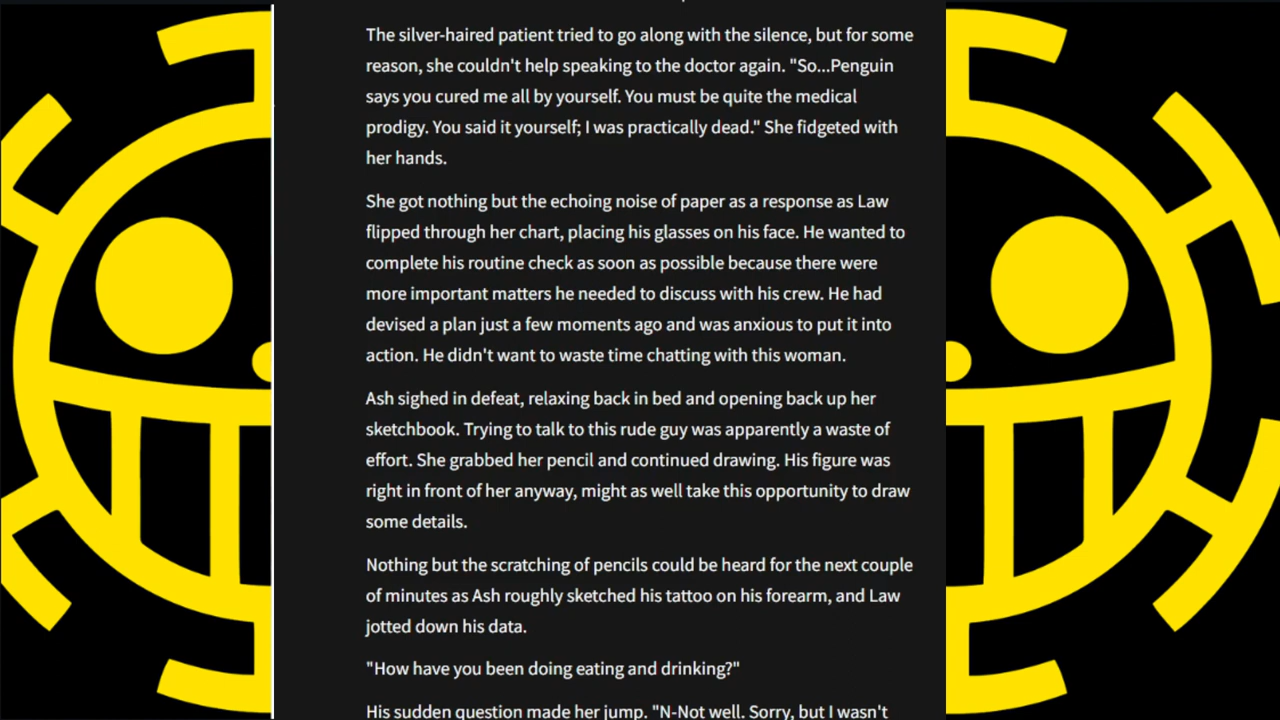 The silver-haired patient tried to go along with the silence, but for some
reason, she couldn't help speaking to the doctor again. "So...Penguin
says you cured me all by yourself. You must be quite the medical
prodigy. You said it yourself; I was practically dead." She fidgeted with
her hands.
She got nothing but the echoing noise of paper as a response as Law
flipped through her chart, placing his glasses on his face. He wanted to
complete his routine check as soon as possible because there were
more important matters he needed to discuss with his crew. He had
devised a plan just a few moments ago and was anxious to put it into
action. He didn't want to waste time chatting with this woman.
Ash sighed in defeat, relaxing back in bed and opening back up her
sketchbook. Trying to talk to this rude guy was apparently a waste of
effort. She grabbed her pencil and continued drawing. His figure was
right in front of her anyway, might as well take this opportunity to draw
some details.
Nothing but the scratching of pencils could be heard for the next couple
of minutes as Ash roughly sketched his tattoo on his forearm, and Law
jotted down his data.
"How have you been doing eating and drinking?"
His sudden question made her jump. "N-Not well. Sorry, but I wasn't